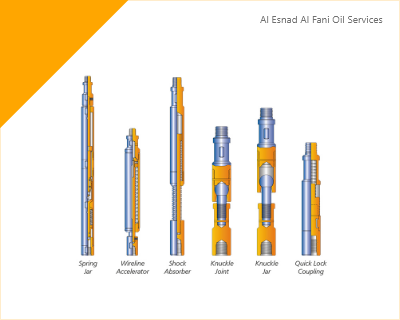 Al Esnad Al Fani Oil Services
Spring Jar
Wireline Accelerator
Shock Absorber
Knuckle Joint
Knuckle Jar
Quick Lock Coupling